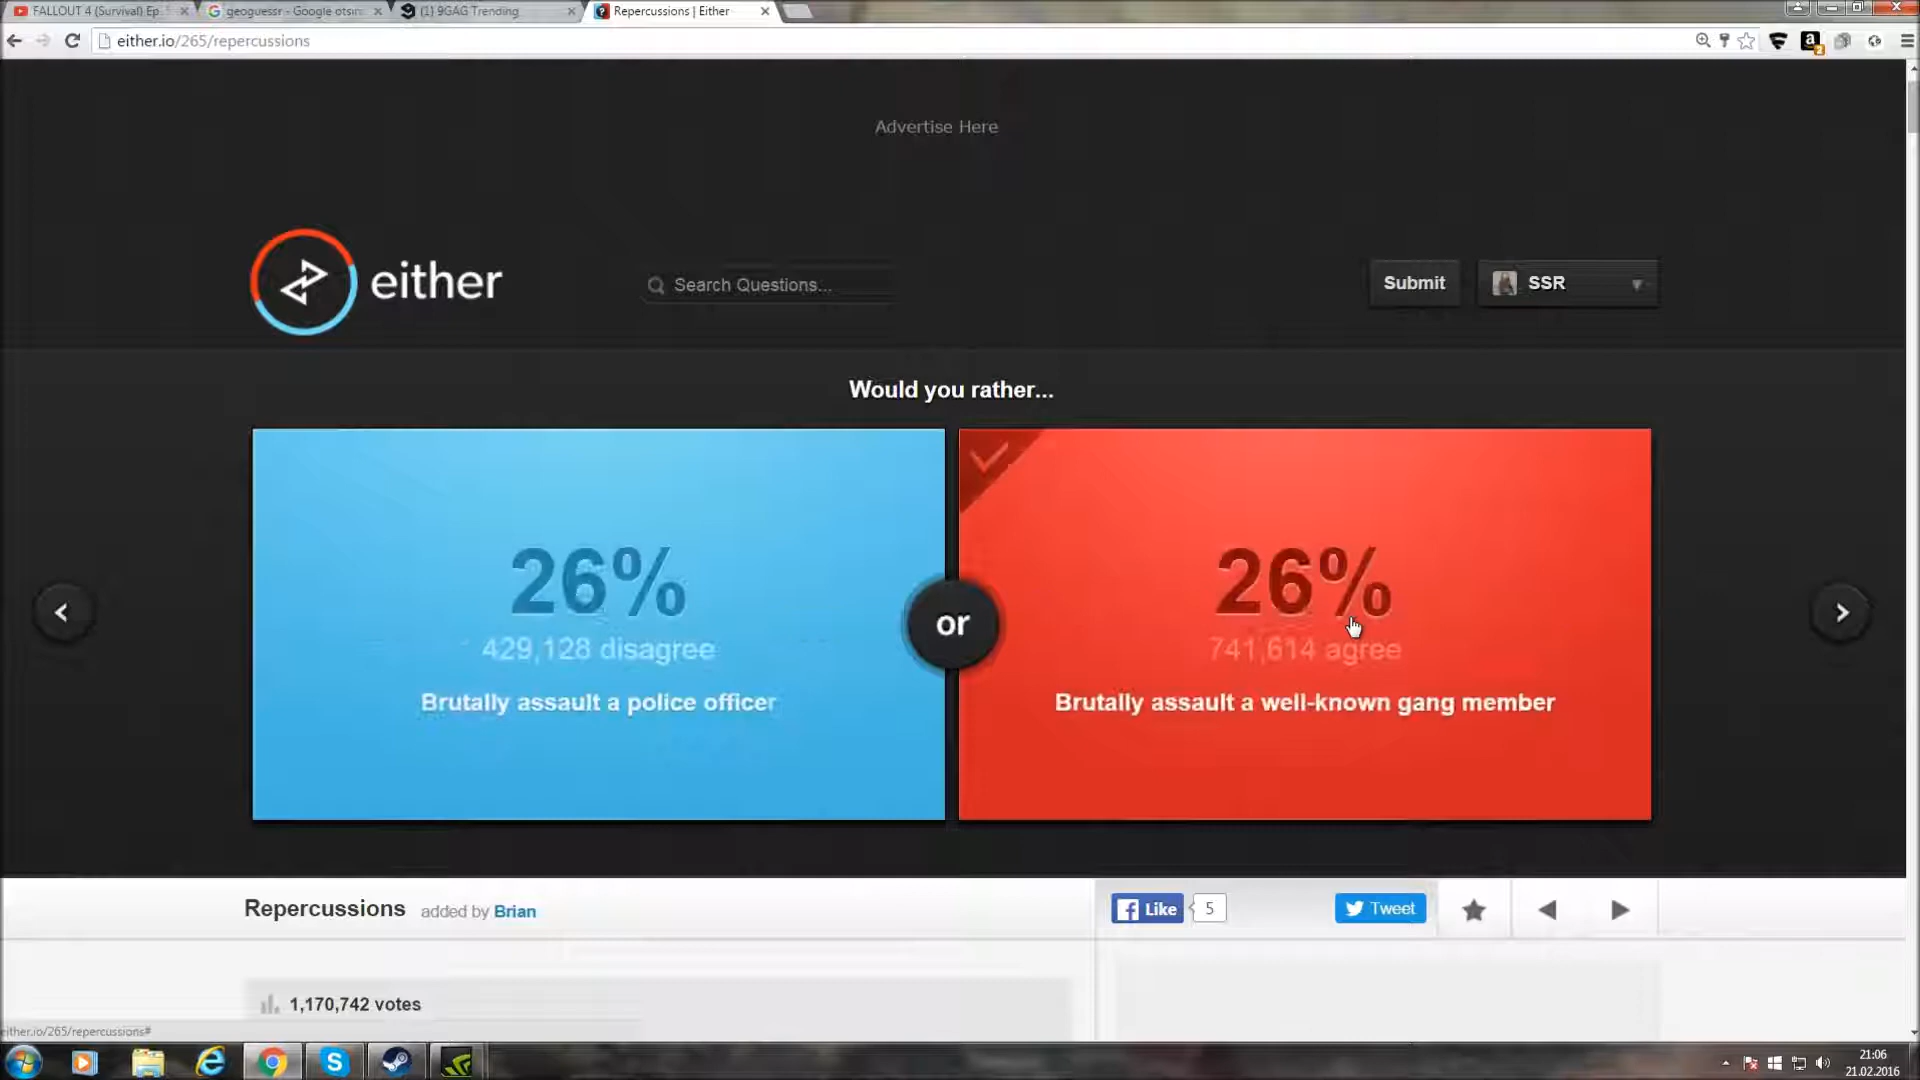 FALLOUT 4 (Survival) Ep.
geoguessr - Google otsin
(1) 9GAG Trending
Repercussions | Either
either.io/265/repercussions
Advertise Here
either
Search Questions...
Submit
SSR
Would you rather...
26%
429,128 disagree
Brutally assault a police officer
or
26%
741,614 agree
Brutally assault a well-known gang member
Repercussions added by Brian
Like 5
Tweet
1,170,742 votes
either.io/265/repercussions#
21:06
21.02.2016